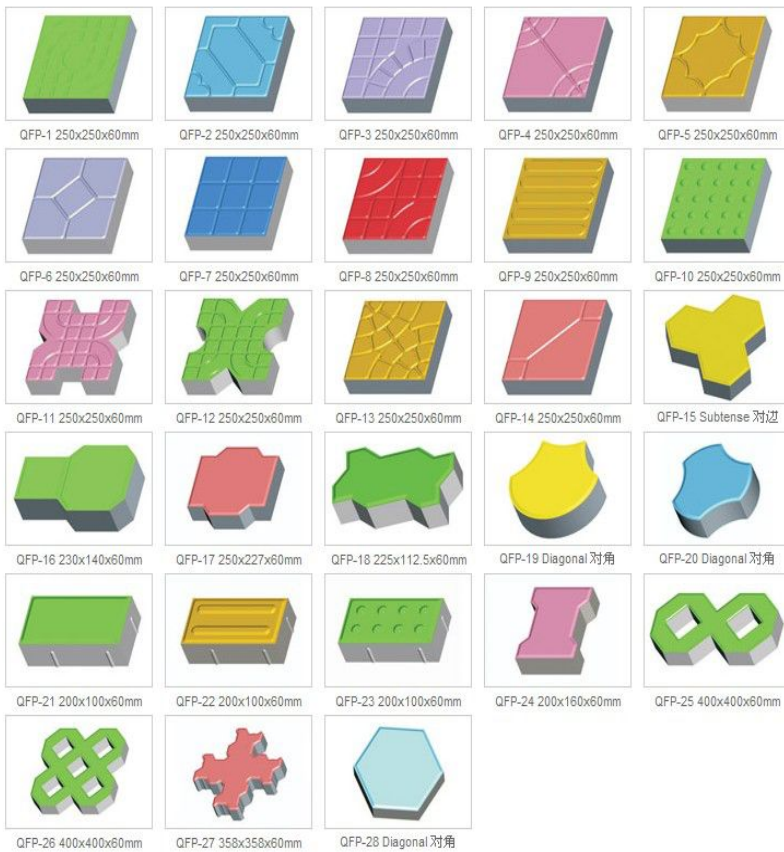 QFP-1 250x250x60mm
QFP-2 250x250x60mm
QFP-3 250x250x60mm
QFP-4 250x250x60mm
QFP-5 250x250x60mm
QFP-6 250x250x60mm
QFP-7 250x250x60mm
QFP-8 250x250x60mm
QFP-9 250x250x60mm
QFP-10 250x250x60mm
QFP-11 250x250x60mm
QFP-12 250x250x60mm
QFP-13 250x250x60mm
QFP-14 250x250x60mm
QFP-15 Subtense 对边
QFP-16 230x140x60mm
QFP-17 250x227x60mm
QFP-18 225x112.5x60mm
QFP-19 Diagonal 对角
QFP-20 Diagonal 对角
QFP-21 200x100x60mm
QFP-22 200x100x60mm
QFP-23 200x100x60mm
QFP-24 200x160x60mm
QFP-25 400x400x60mm
QFP-26 400x400x60mm
QFP-27 358x358x60mm
QFP-28 Diagonal 对角